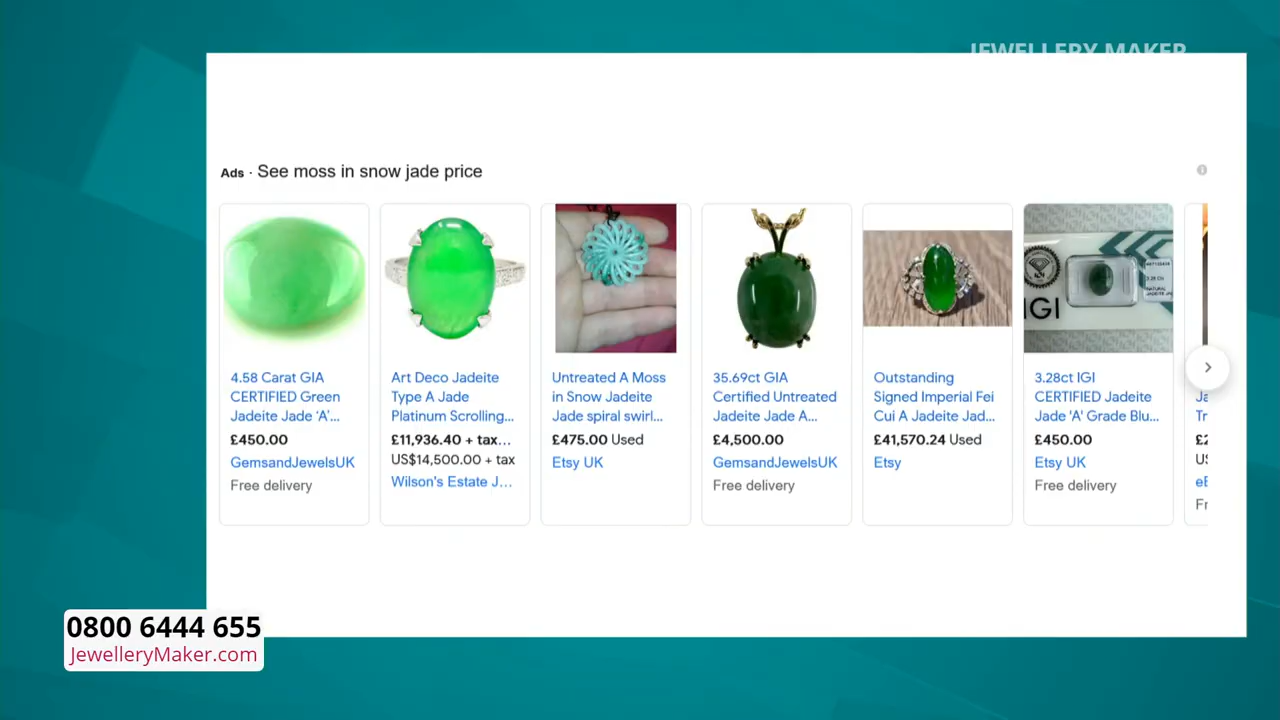 JEWELLERY MAKER
Ads · See moss in snow jade price
4.58 Carat GIA
CERTIFIED Green
Jadeite Jade ‘A’...
£450.00
GemsandJewelsUK
Free delivery
Art Deco Jadeite
Type A Jade
Platinum Scrolling...
£11,936.40 + tax...
US$14,500.00 + tax
Wilson's Estate J...
Untreated A Moss
in Snow Jadeite
Jade spiral swirl...
£475.00 Used
Etsy UK
35.69ct GIA
Certified Untreated
Jadeite Jade A...
£4,500.00
GemsandJewelsUK
Free delivery
Outstanding
Signed Imperial Fei
Cui A Jadeite Jad...
£41,570.24 Used
Etsy
IGI
3.28ct IGI
CERTIFIED Jadeite
Jade 'A' Grade Blu...
£450.00
Etsy UK
Free delivery
0800 6444 655
JewelleryMaker.com